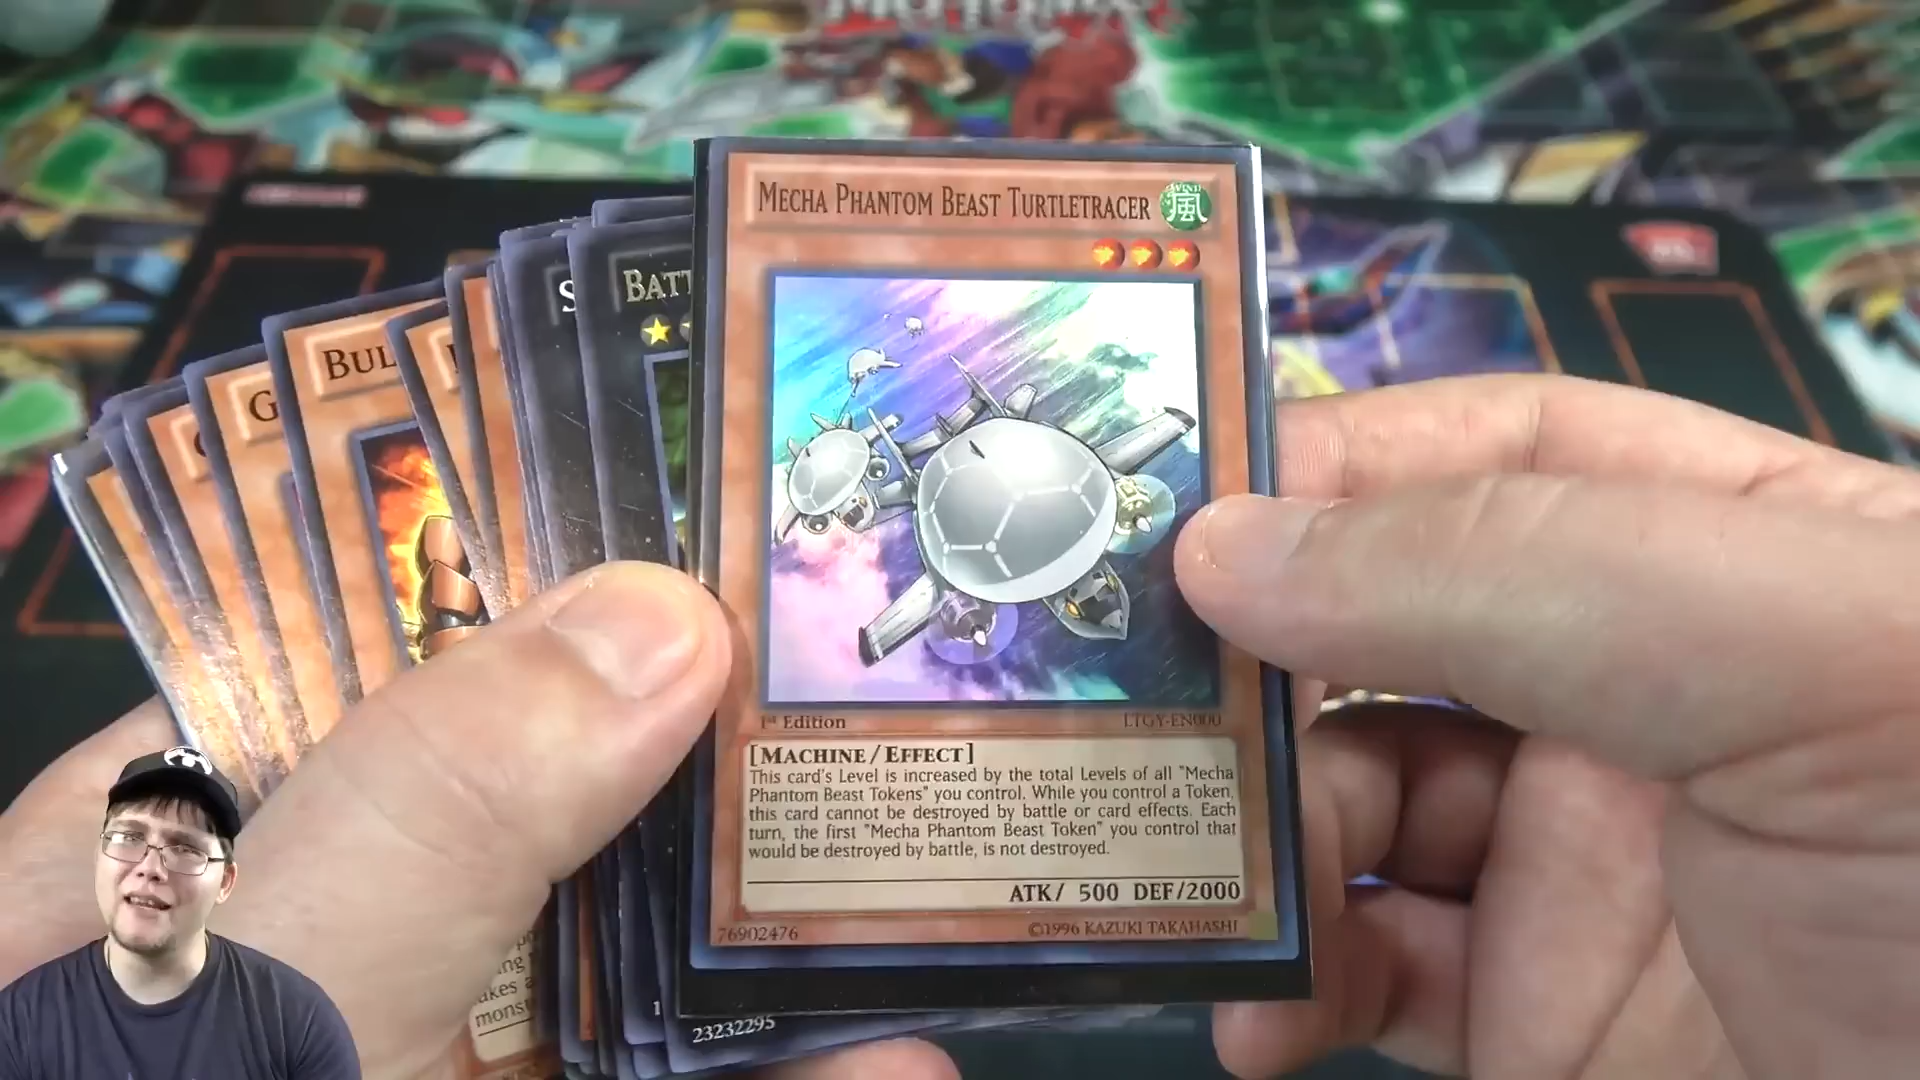 MECHA PHANTOM BEAST TURTLETRACER
WIND
風
BATT
S
BUL
G
1st Edition
LTGY-EN000
[MACHINE/EFFECT]
This card's Level is increased by the total Levels of all "Mecha
Phantom Beast Tokens" you control. While you control a Token,
this card cannot be destroyed by battle or card effects. Each
turn, the first "Mecha Phantom Beast Token" you control that
would be destroyed by battle, is not destroyed.
ATK/ 500 DEF/2000
76902476
©1996 KAZUKI TAKAHASHI
mons
23232295